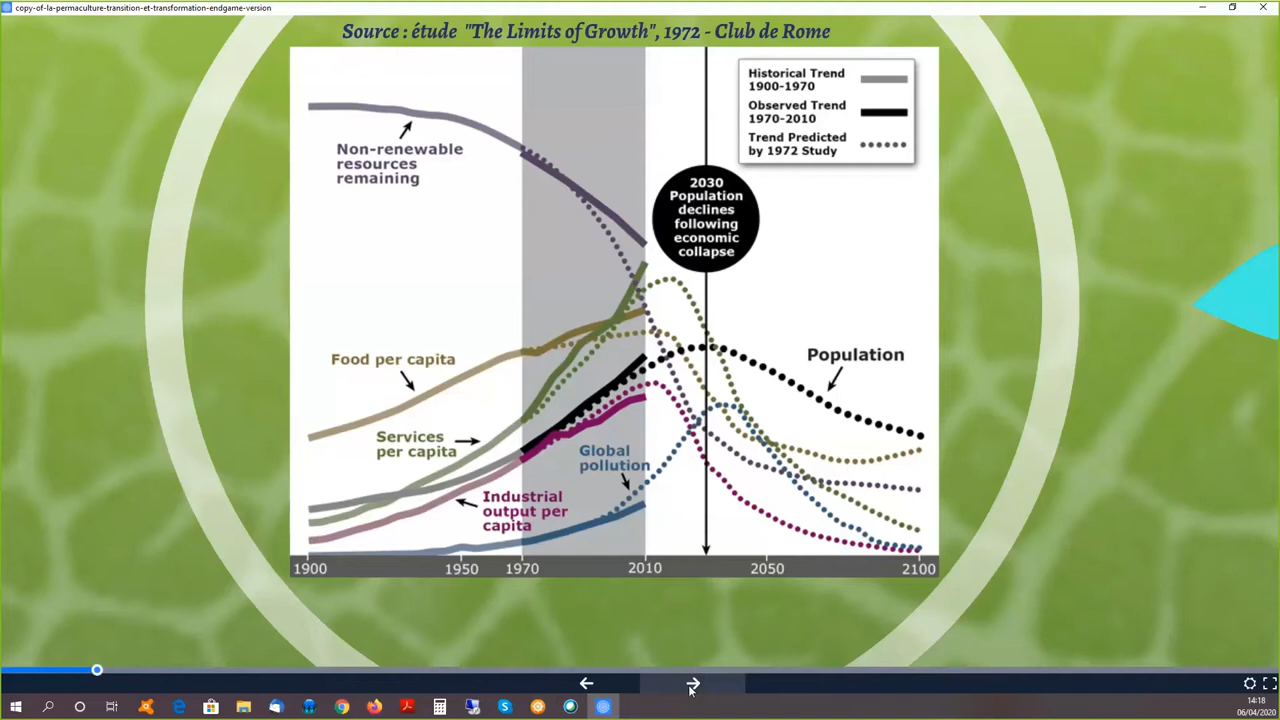 copy-of-la-permaculture-transition-et-transformation-endgame-version
Source : étude "The Limits of Growth", 1972 - Club de Rome
Historical Trend
1900-1970
Observed Trend
1970-2010
Trend Predicted
by 1972 Study
Non-renewable
resources
remaining
2030
Population
declines
following
economic
collapse
Food per capita
Population
Services
per capita
Global
pollution
Industrial
output per
capita
1900
1950
1970
2010
2050
2100
14:18
06/04/2020